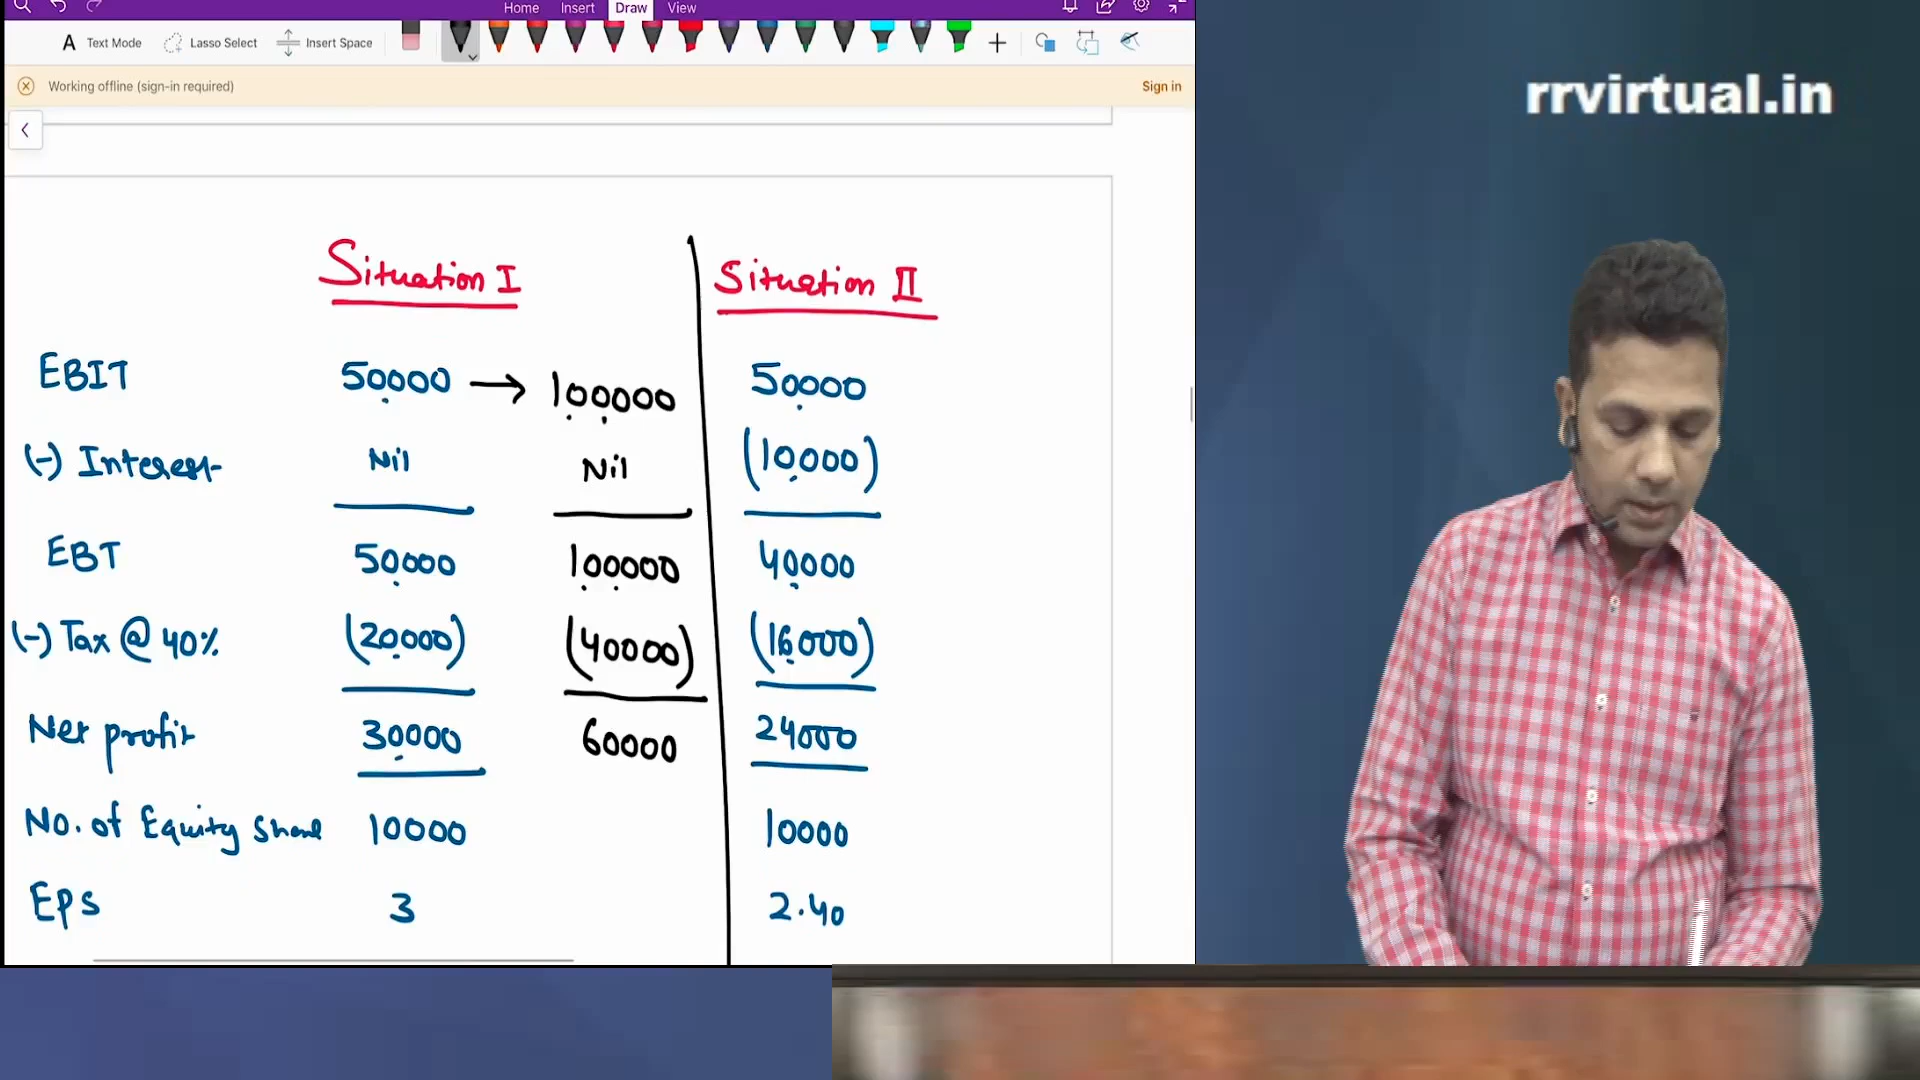 Home Insert Draw View
Text Mode Lasso Select Insert Space
Working offline (sign-in required) Sign in
rrvirtual.in
Situation I Situation II
EBIT 50000 → 100000 50000
(-) Interest Nil Nil (10000)
EBT 50000 100000 40000
(-) Tax @ 40% (20000) (40000) (16000)
Net profit 30000 60000 24000
No. of Equity Share 10000 10000
EPS 3 2.40